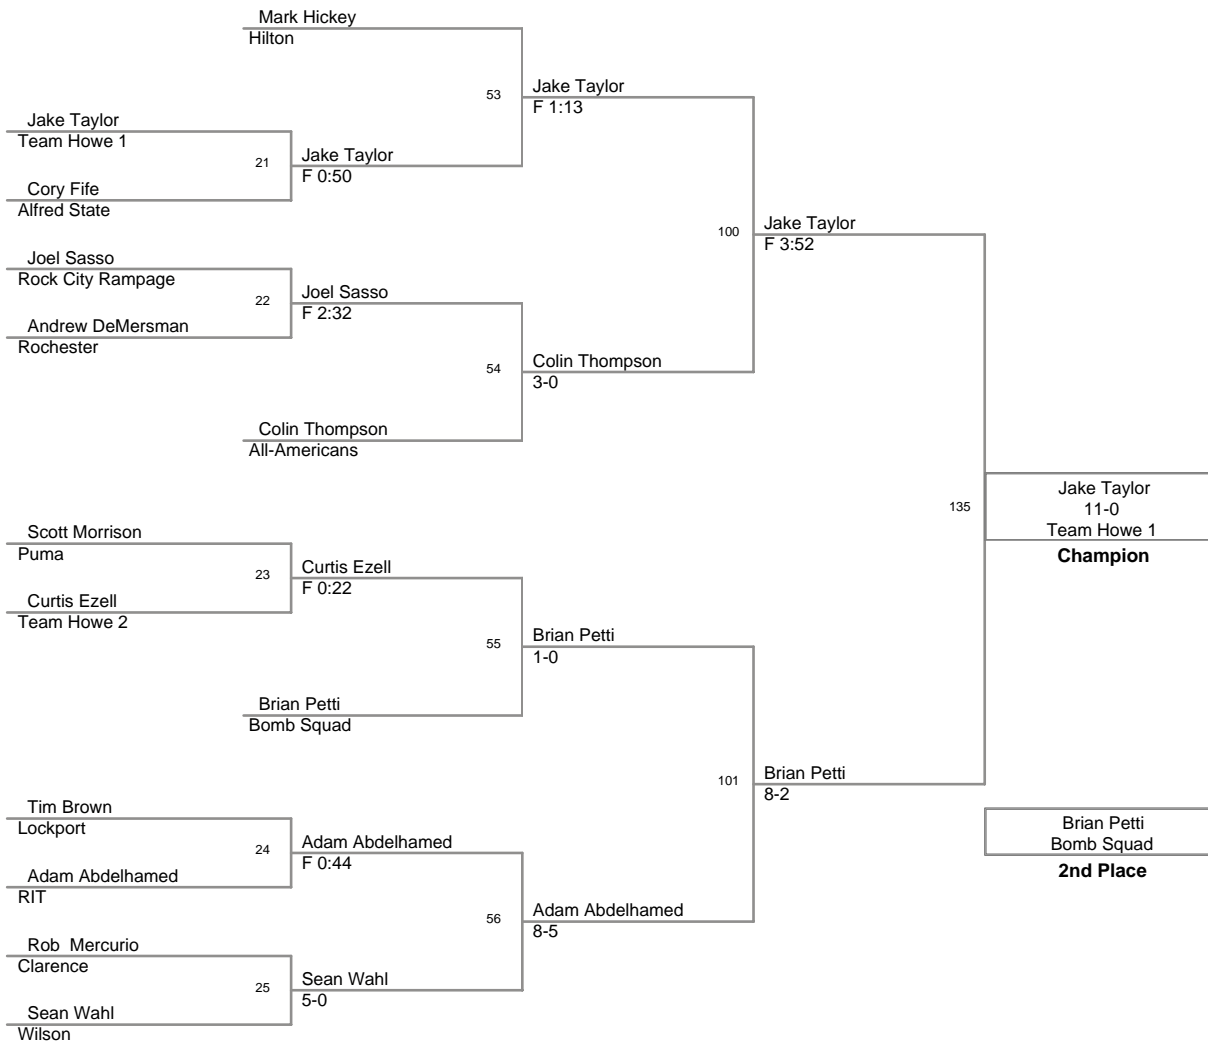 Mark Hickey
Hilton
53
Jake Taylor
F 1:13
Jake Taylor
Team Howe 1
21
Jake Taylor
F 0:50
Cory Fife
Alfred State
100
Jake Taylor
F 3:52
Joel Sasso
Rock City Rampage
22
Joel Sasso
F 2:32
Andrew DeMersman
Rochester
54
Colin Thompson
3-0
Colin Thompson
All-Americans
135
Jake Taylor
11-0
Team Howe 1
Champion
Scott Morrison
Puma
23
Curtis Ezell
F 0:22
Curtis Ezell
Team Howe 2
55
Brian Petti
1-0
Brian Petti
Bomb Squad
101
Brian Petti
8-2
Tim Brown
Lockport
24
Adam Abdelhamed
F 0:44
Adam Abdelhamed
RIT
56
Adam Abdelhamed
8-5
Rob  Mercurio
Clarence
25
Sean Wahl
5-0
Sean Wahl
Wilson
Brian Petti
Bomb Squad
2nd Place